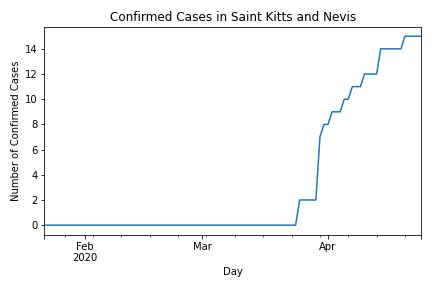 Confirmed Cases in Saint Kitts and Nevis
Number of Confirmed Cases
14
12
10
8
6
4
2
0
Feb
2020
Mar
Apr
Day